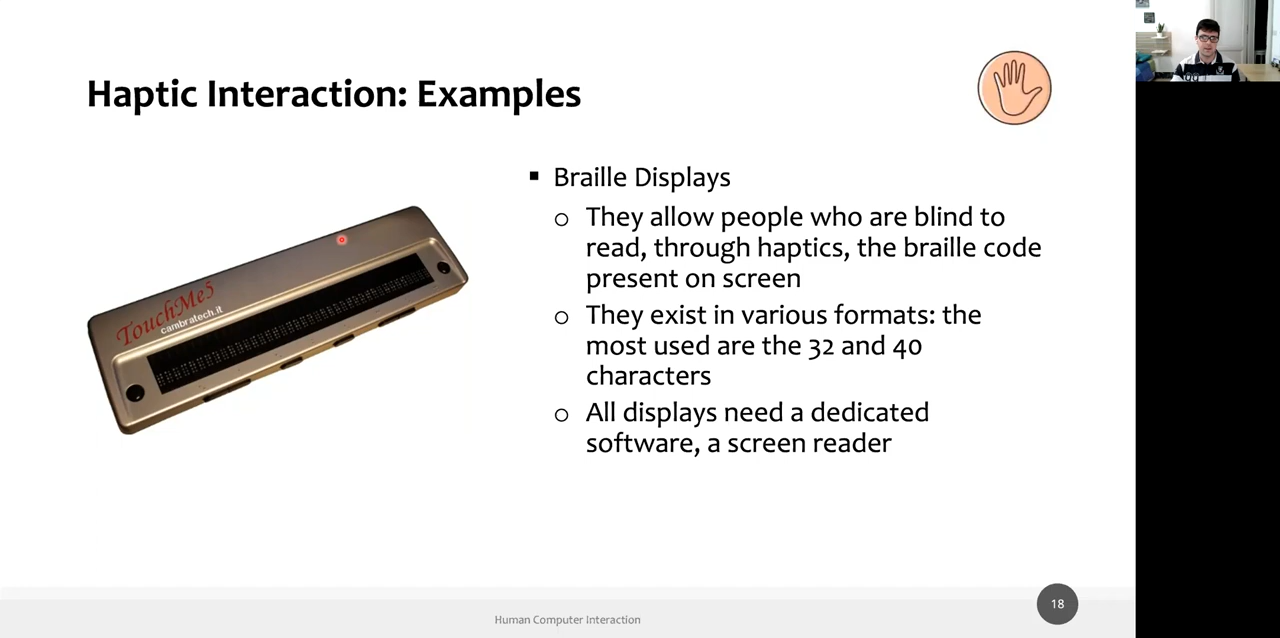 Haptic Interaction: Examples
TouchMe5
cambratech.it
Braille Displays
They allow people who are blind to
read, through haptics, the braille code
present on screen
They exist in various formats: the
most used are the 32 and 40
characters
All displays need a dedicated
software, a screen reader
Human Computer Interaction
18